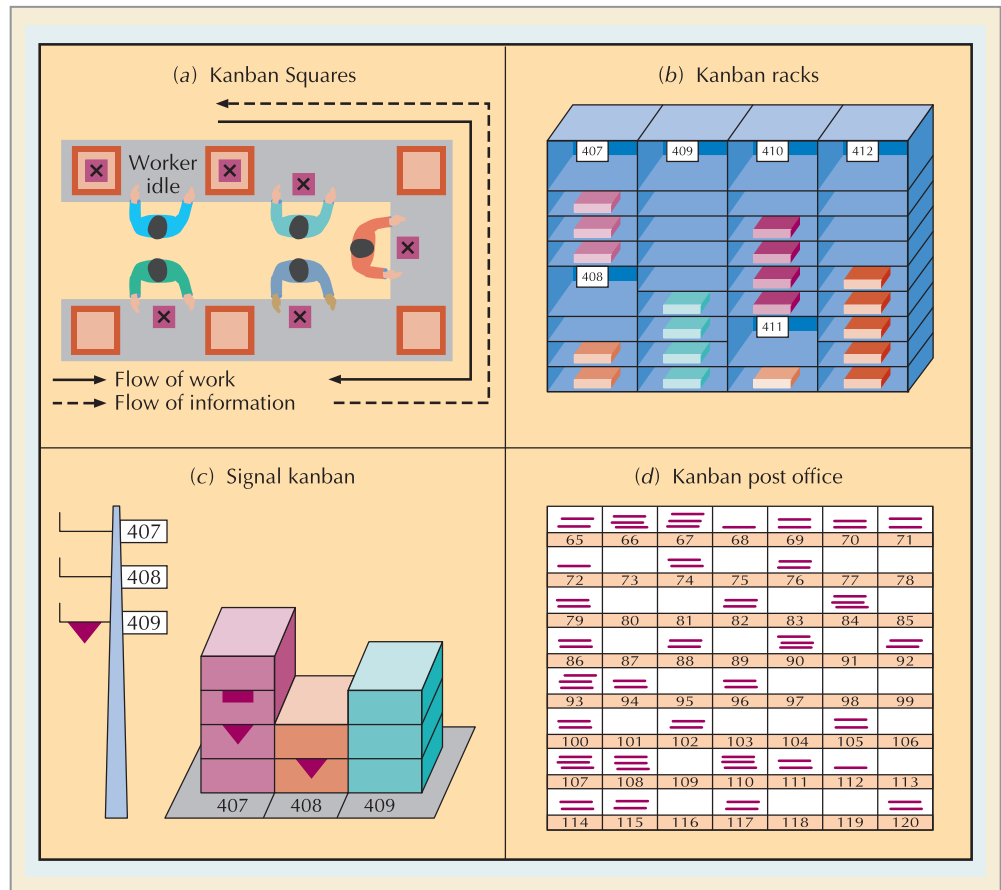 (a) Kanban Squares
Worker
idle
Flow of work
Flow of information
(b) Kanban racks
407 409 410 412
408
411
(c) Signal kanban
407
408
409
407 408 409
(d) Kanban post office
65 66 67 68 69 70 71
72 73 74 75 76 77 78
79 80 81 82 83 84 85
86 87 88 89 90 91 92
93 94 95 96 97 98 99
100 101 102 103 104 105 106
107 108 109 110 111 112 113
114 115 116 117 118 119 120